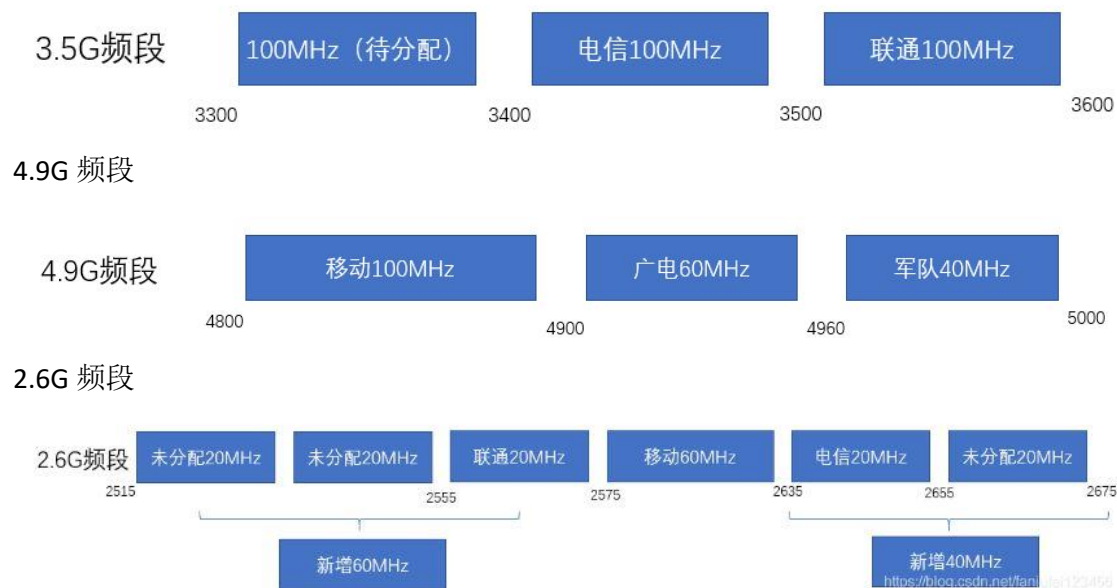 3.5G频段 100MHz（待分配） 电信100MHz 联通100MHz
3300 3400 3500 3600
4.9G 频段
4.9G频段 移动100MHz 广电60MHz 军队40MHz
4800 4900 4960 5000
2.6G 频段
2.6G频段 未分配20MHz 未分配20MHz 联通20MHz 移动60MHz 电信20MHz 未分配20MHz
2515 2555 2575 2635 2655 2675
新增60MHz 新增40MHz